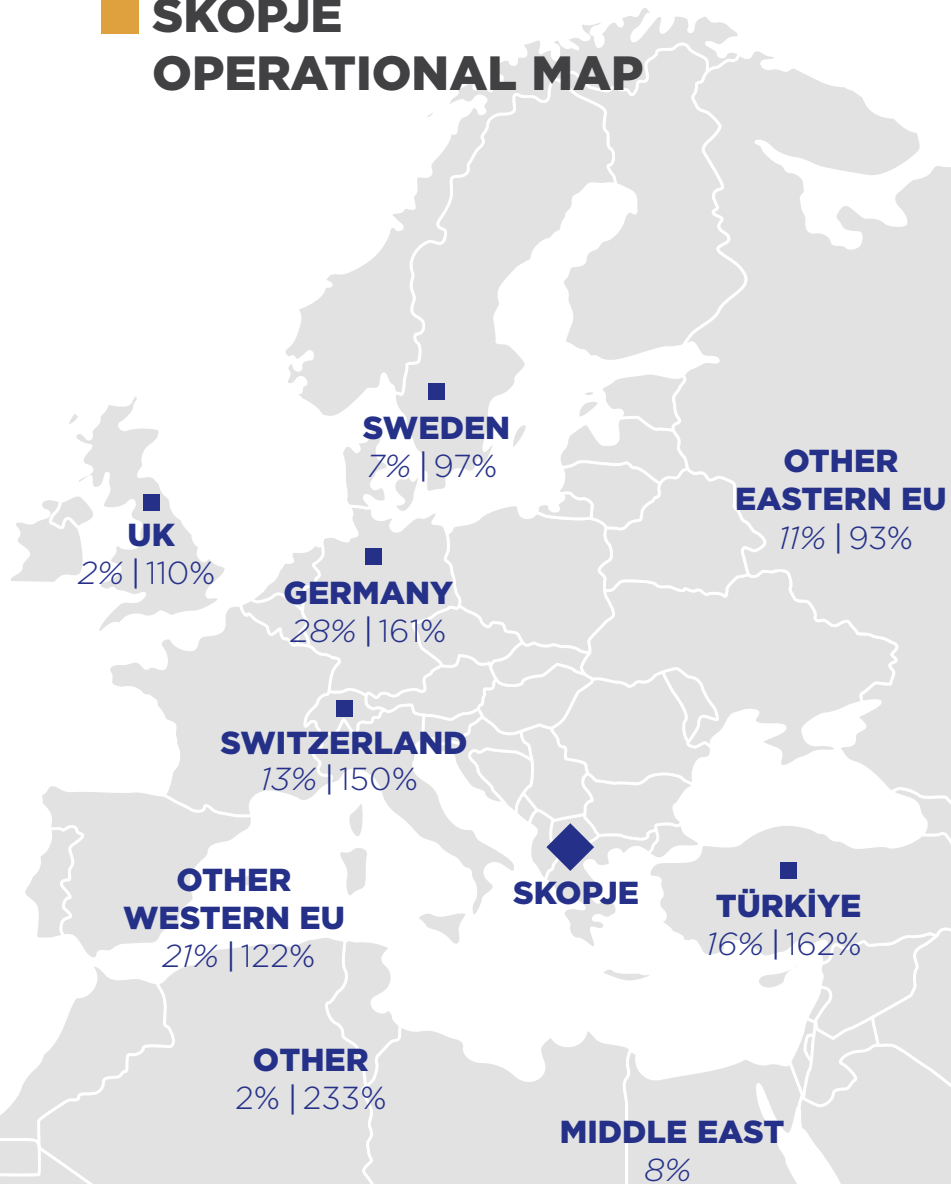 SKOPJE
OPERATIONAL MAP
SWEDEN
7% | 97%
OTHER
EASTERN EU
11% | 93%
UK
2% | 110%
GERMANY
28% | 161%
SWITZERLAND
13% | 150%
SKOPJE
OTHER
WESTERN EU
21% | 122%
TÜRKİYE
16% | 162%
OTHER
2% | 233%
MIDDLE EAST
8%